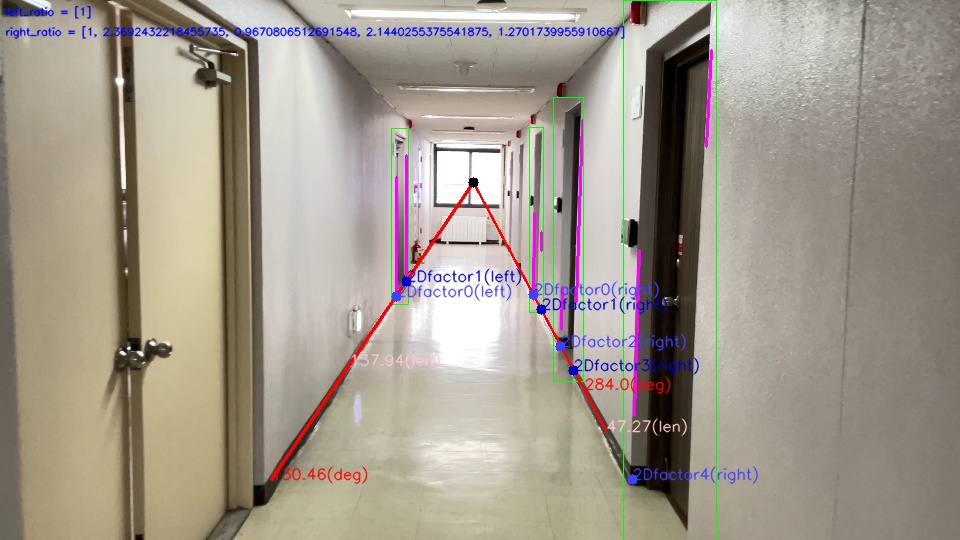 left_ratio = [1]
right_ratio = [1, 2.3692432218455735, 0.9670806512691548, 2.1440255375541875, 1.2701739955910667]
2Dfactor1(left)
2Dfactor0(left)
2Dfactor0(right)
2Dfactor1(right)
2Dfactor2(right)
137.94(len)
2Dfactor3(right)
284.0(deg)
47.27(len)
130.46(deg)
2Dfactor4(right)